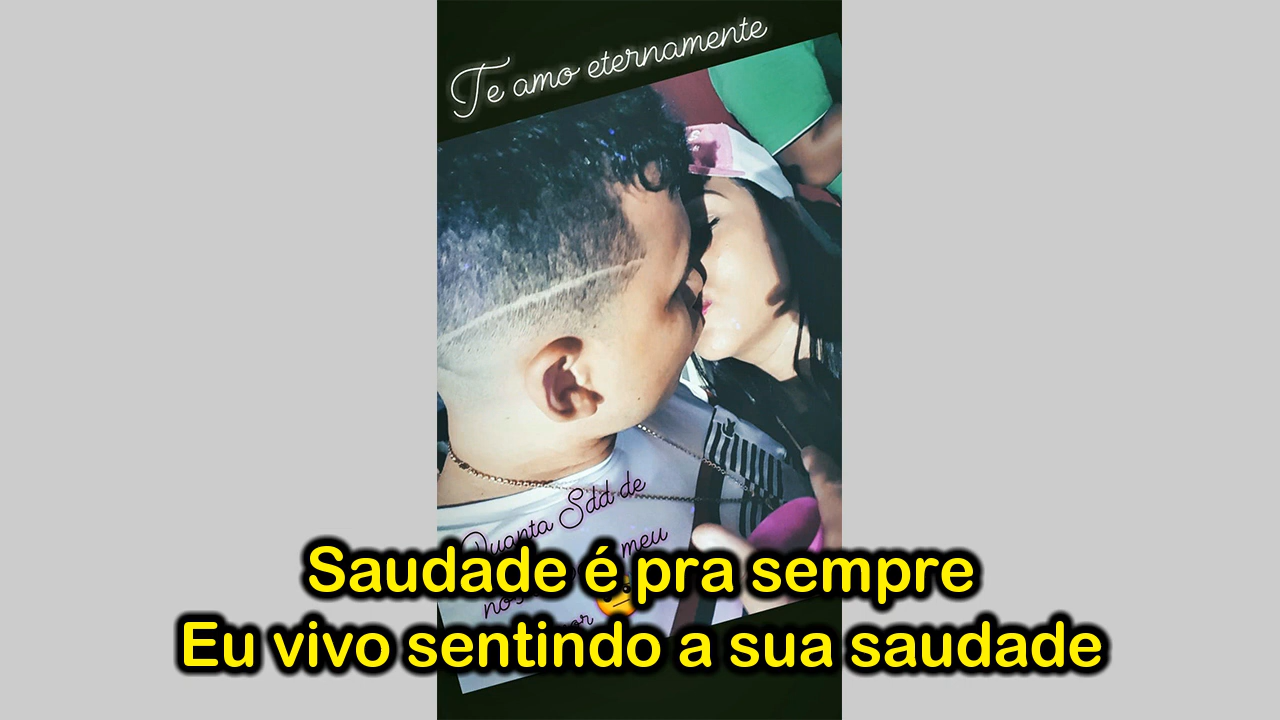 Te amo eternamente
Quanta Sdd de
meu
Saudade é pra sempre
Eu vivo sentindo a sua saudade